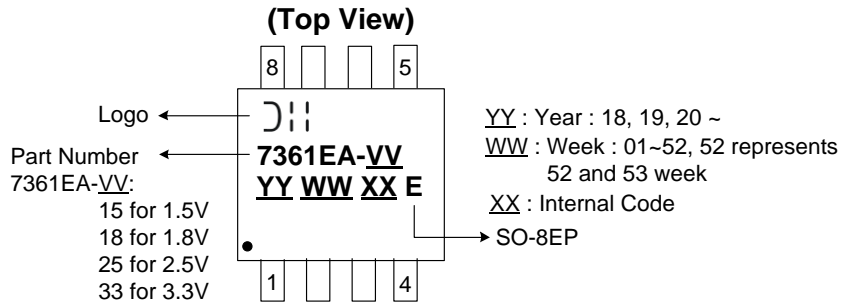 (Top View)
8 5
Logo
7361EA-VV
YY WW XX E
Part Number
7361EA-VV:
15 for 1.5V
18 for 1.8V
25 for 2.5V
33 for 3.3V
YY : Year : 18, 19, 20 ~
WW : Week : 01~52, 52 represents
52 and 53 week
XX : Internal Code
SO-8EP
1 4